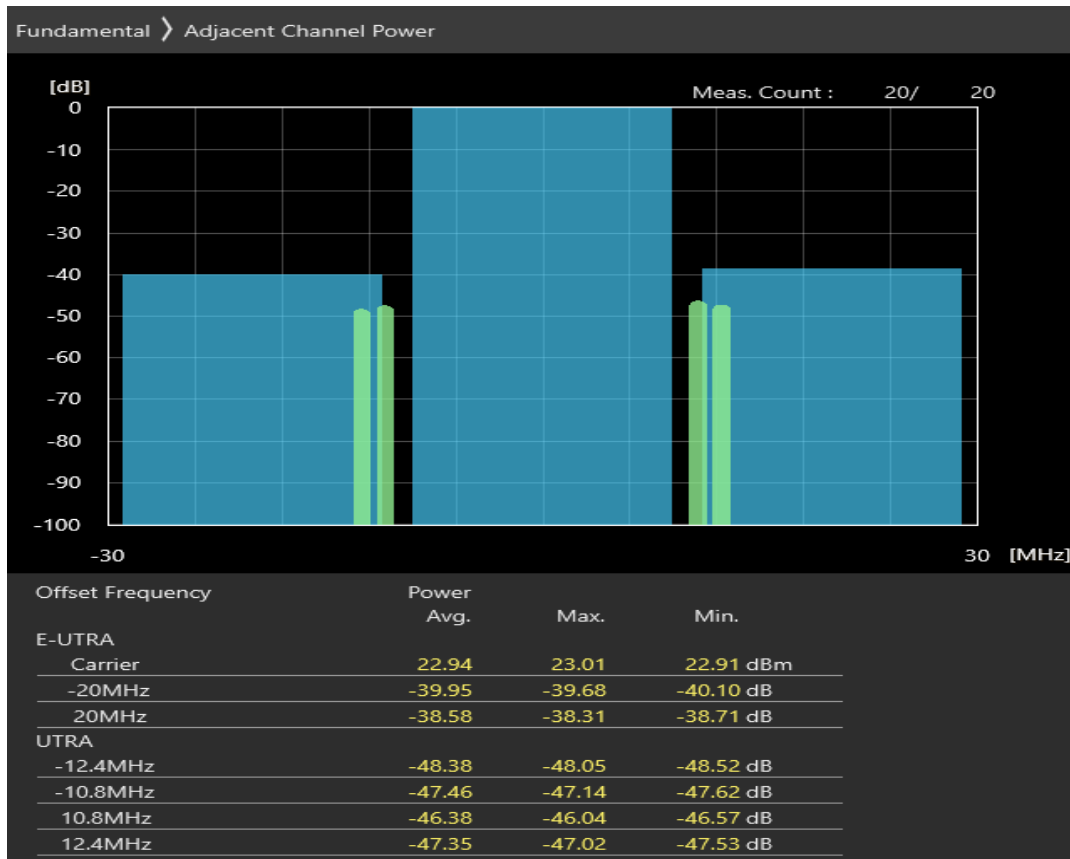 Fundamental ❯ Adjacent Channel Power
[dB]
Meas. Count : 20/ 20
0
-10
-20
-30
-40
-50
-60
-70
-80
-90
-100
-30 30 [MHz]
Offset Frequency Power
Avg. Max. Min.
E-UTRA
Carrier 22.94 23.01 22.91 dBm
-20MHz -39.95 -39.68 -40.10 dB
20MHz -38.58 -38.31 -38.71 dB
UTRA
-12.4MHz -48.38 -48.05 -48.52 dB
-10.8MHz -47.46 -47.14 -47.62 dB
10.8MHz -46.38 -46.04 -46.57 dB
12.4MHz -47.35 -47.02 -47.53 dB